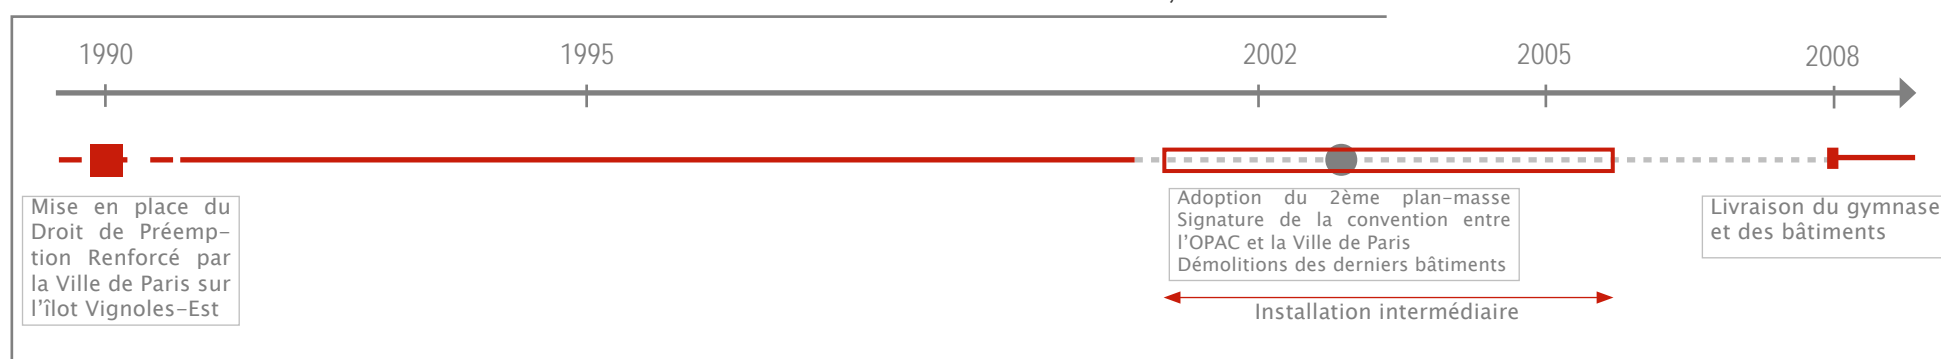 1990
1995
2002
2005
2008
Mise en place du
Droit de Préemp-
tion Renforcé par
la Ville de Paris sur
l'îlot Vignoles-Est
Adoption du 2ème plan-masse
Signature de la convention entre
l'OPAC et la Ville de Paris
Démolitions des derniers bâtiments
Livraison du gymnase
et des bâtiments
Installation intermédiaire